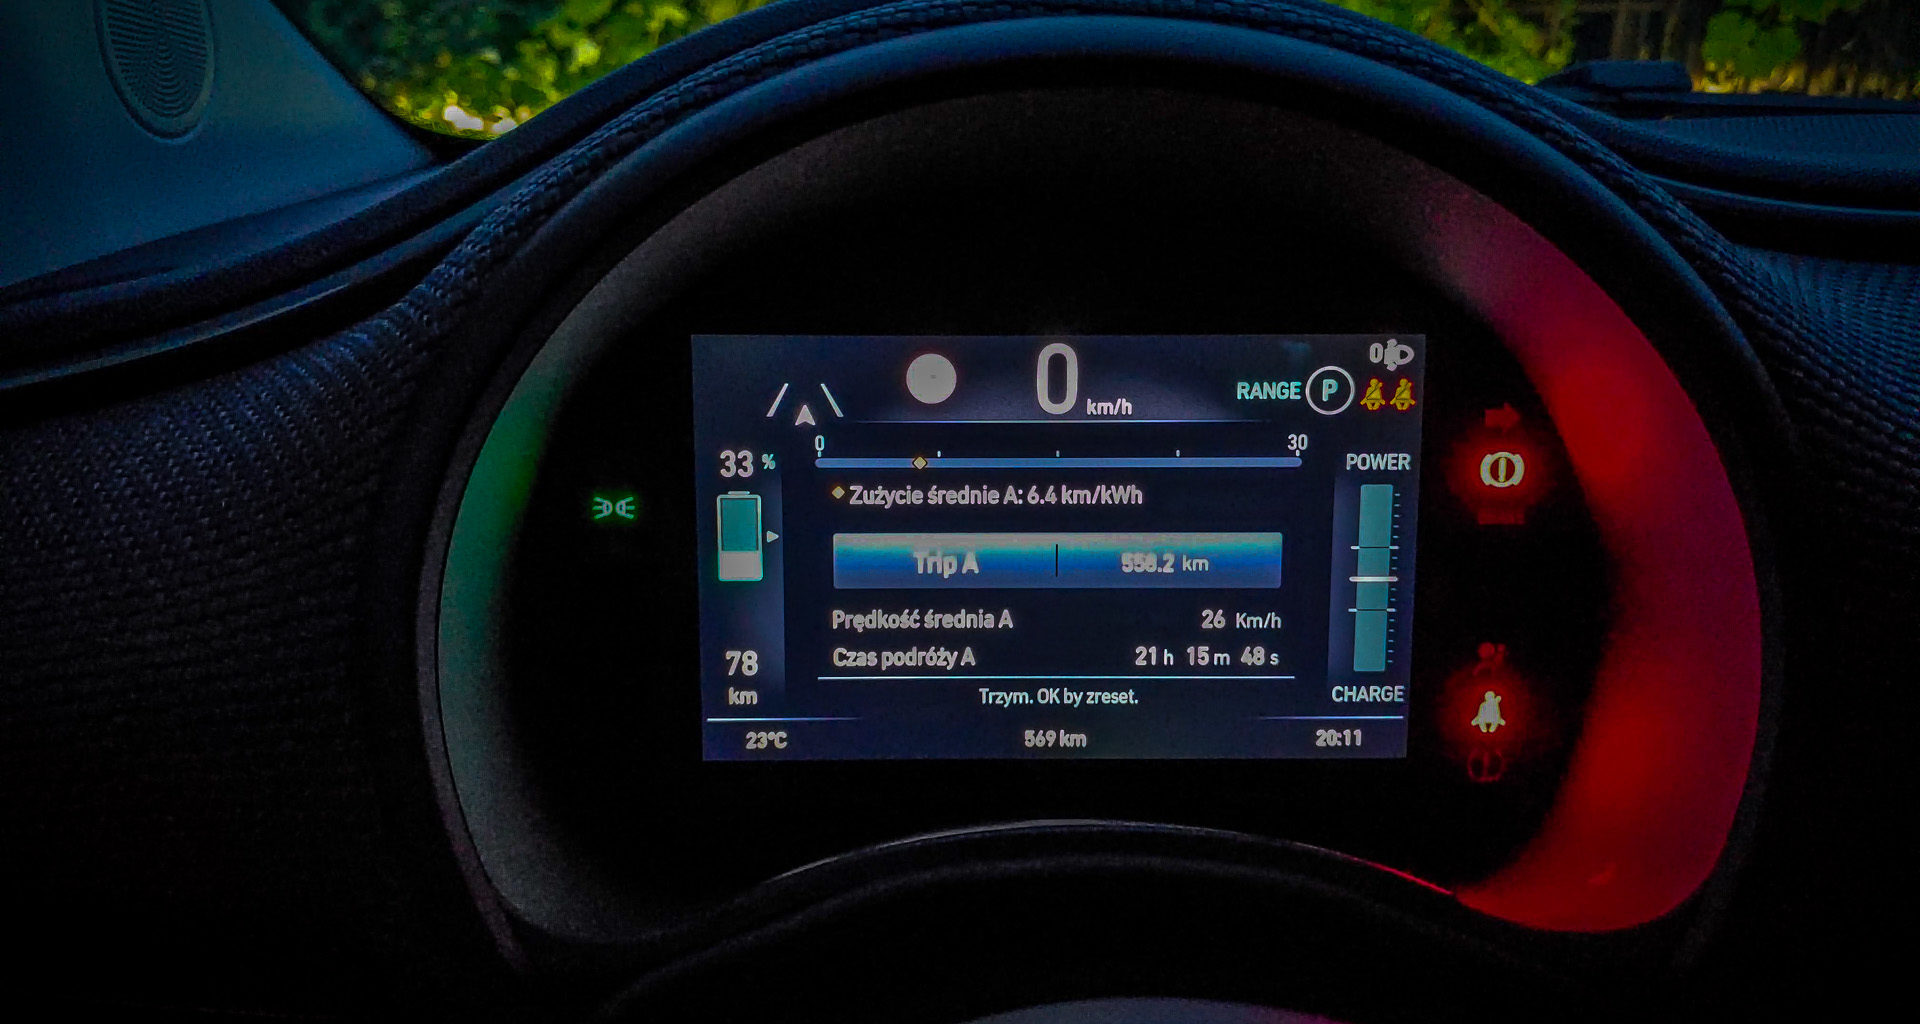 0 km/h
RANGE P
0
0 30
33 %
POWER
Zużycie średnie A: 6.4 km/kWh
Trip A 558.2 km
Prędkość średnia A 26 Km/h
Czas podróży A 21 h 15 m 48 s
78
km
Trzym. OK by zreset.
CHARGE
23°C 569 km 20:11